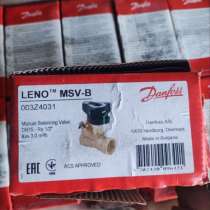 LENO™ MSV-B
003Z4031
Danfoss
Manual Balancing Valve
DN15 - Rp 1/2"
Kvs 3.0 m³/h
Danfoss A/S
6430 Nordborg, Denmark
Made in Bulgaria
EAC
ACS APPROVED